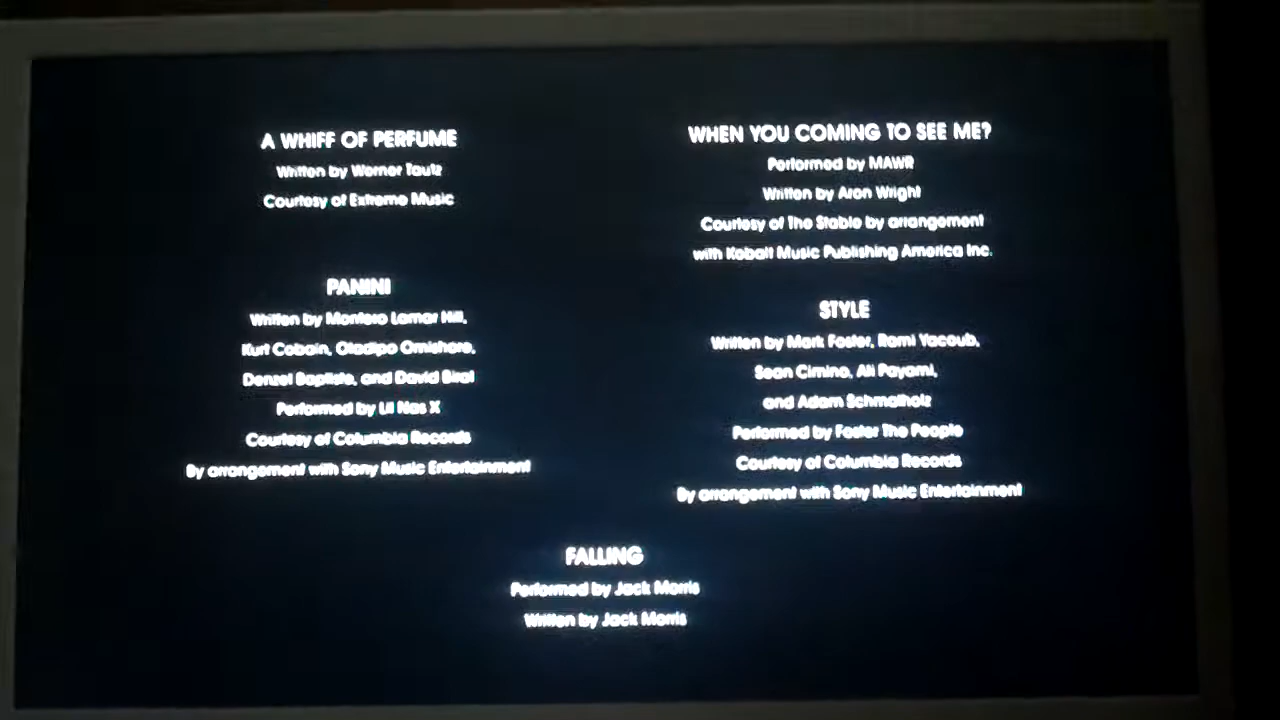 A WHIFF OF PERFUME
Written by Werner Tautz
Courtesy of Extreme Music
PANINI
Written by Montero Lamar Hill,
Kurt Cobain, Oladipo Omishore,
Denzel Baptiste, and David Biral
Performed by Lil Nas X
Courtesy of Columbia Records
By arrangement with Sony Music Entertainment
WHEN YOU COMING TO SEE ME?
Performed by MAWR
Written by Aron Wright
Courtesy of The Stable by arrangement
with Kobalt Music Publishing America Inc.
STYLE
Written by Mark Foster, Rami Yacoub,
Sean Cimino, Ali Payami,
and Adam Schmalholz
Performed by Foster The People
Courtesy of Columbia Records
By arrangement with Sony Music Entertainment
FALLING
Performed by Jack Morris
Written by Jack Morris